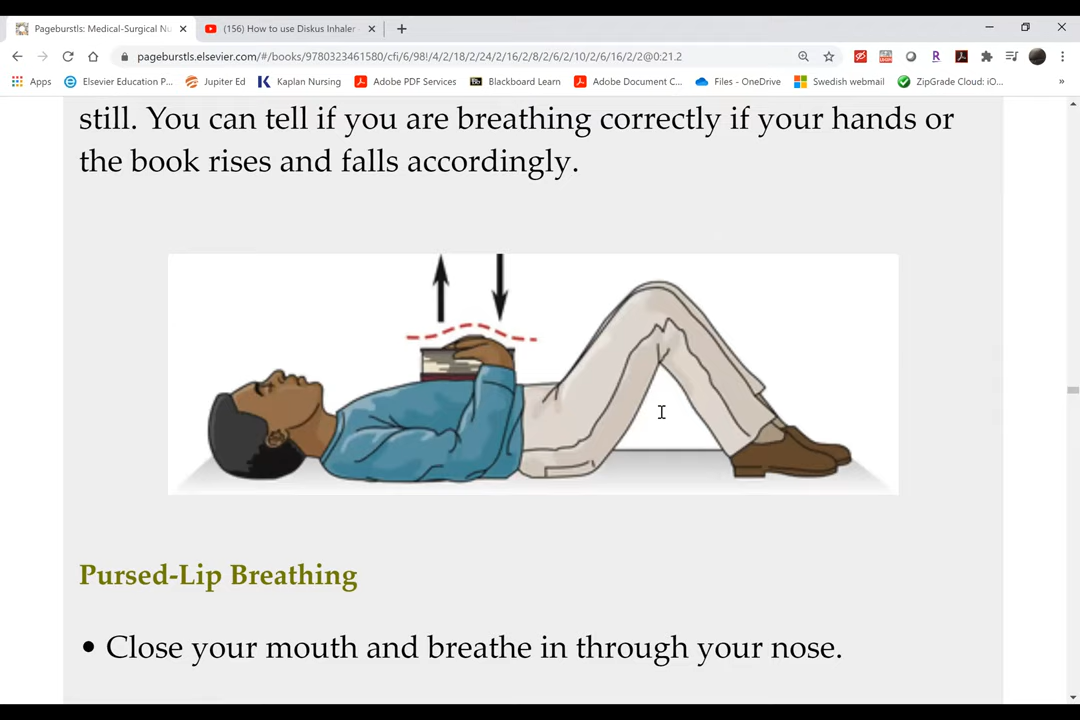 Pageburstls: Medical-Surgical Nu
(156) How to use Diskus Inhaler -
pageburstls.elsevier.com/#/books/9780323461580/cfi/6/98!/4/2/18/2/24/2/16/2/8/2/6/2/10/2/6/16/2/2@0:21.2
Apps Elsevier Education P... Jupiter Ed Kaplan Nursing Adobe PDF Services Blackboard Learn Adobe Document C... Files - OneDrive Swedish webmail ZipGrade Cloud: iO... »
still. You can tell if you are breathing correctly if your hands or
the book rises and falls accordingly.
Pursed-Lip Breathing
• Close your mouth and breathe in through your nose.